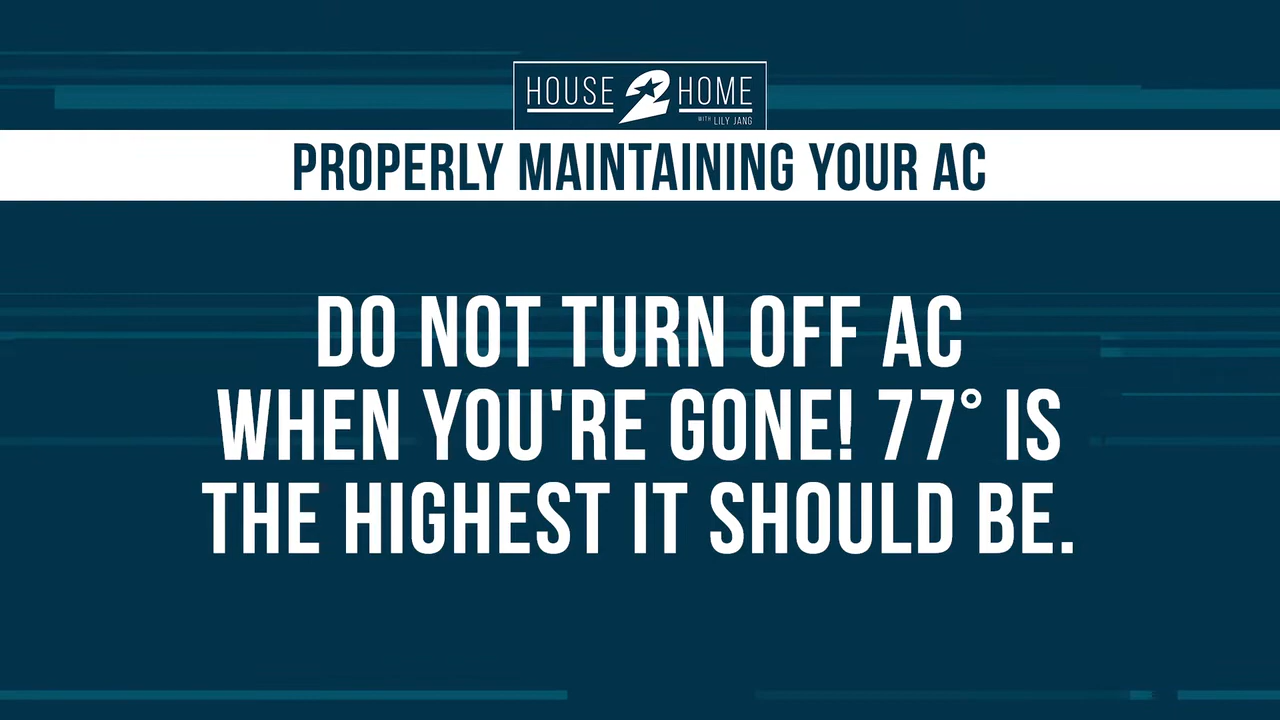 HOUSE 2 HOME
WITH LILY JANG
PROPERLY MAINTAINING YOUR AC
DO NOT TURN OFF AC
WHEN YOU'RE GONE! 77° IS
THE HIGHEST IT SHOULD BE.